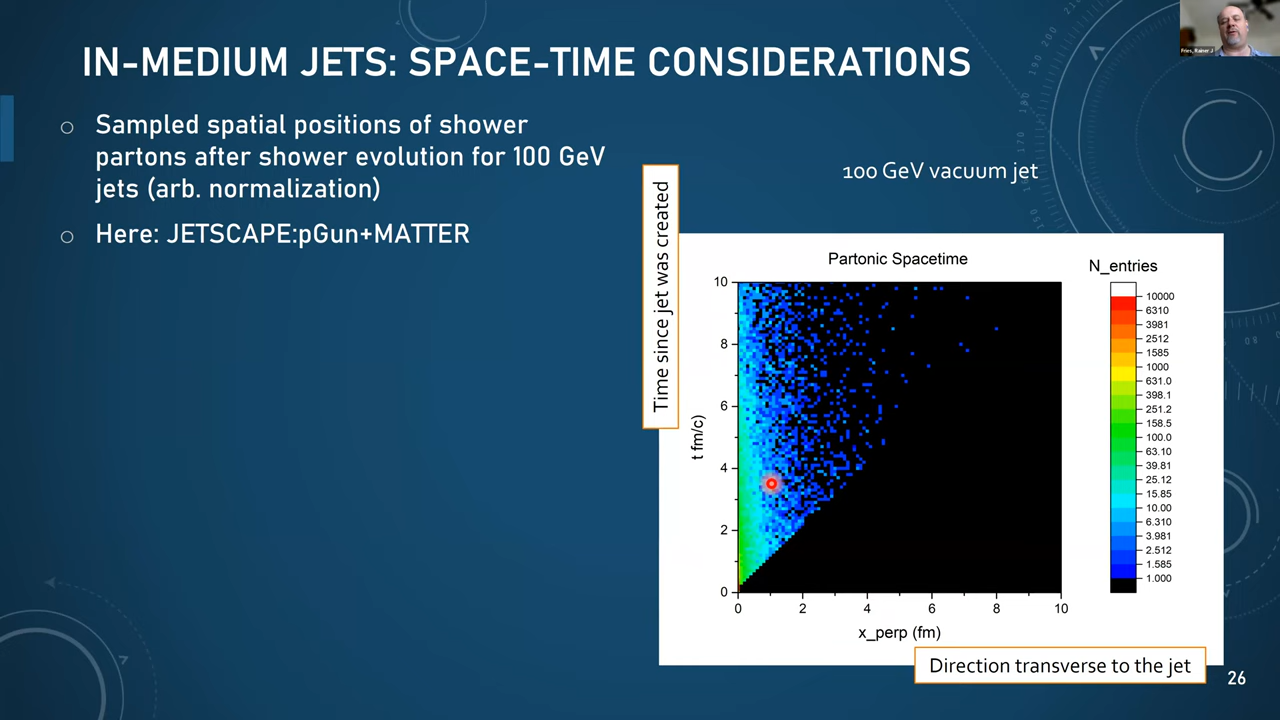 IN-MEDIUM JETS: SPACE-TIME CONSIDERATIONS
Fries, Rainer J
Sampled spatial positions of shower
partons after shower evolution for 100 GeV
jets (arb. normalization)
Here: JETSCAPE:pGun+MATTER
100 GeV vacuum jet
Time since jet was created
Partonic Spacetime
N_entries
10
8
6
4
2
0
t fm/c)
0
2
4
6
8
10
x_perp (fm)
10000
6310
3981
2512
1585
1000
631.0
398.1
251.2
158.5
100.0
63.10
39.81
25.12
15.85
10.00
6.310
3.981
2.512
1.585
1.000
Direction transverse to the jet
26